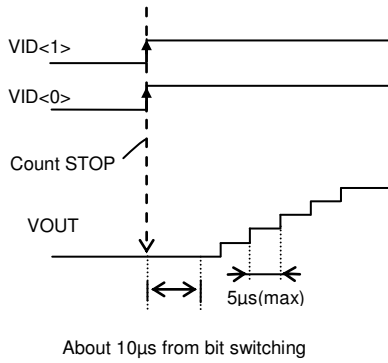 VID<1>
VID<0>
Count STOP
VOUT
5µs(max)
About 10µs from bit switching